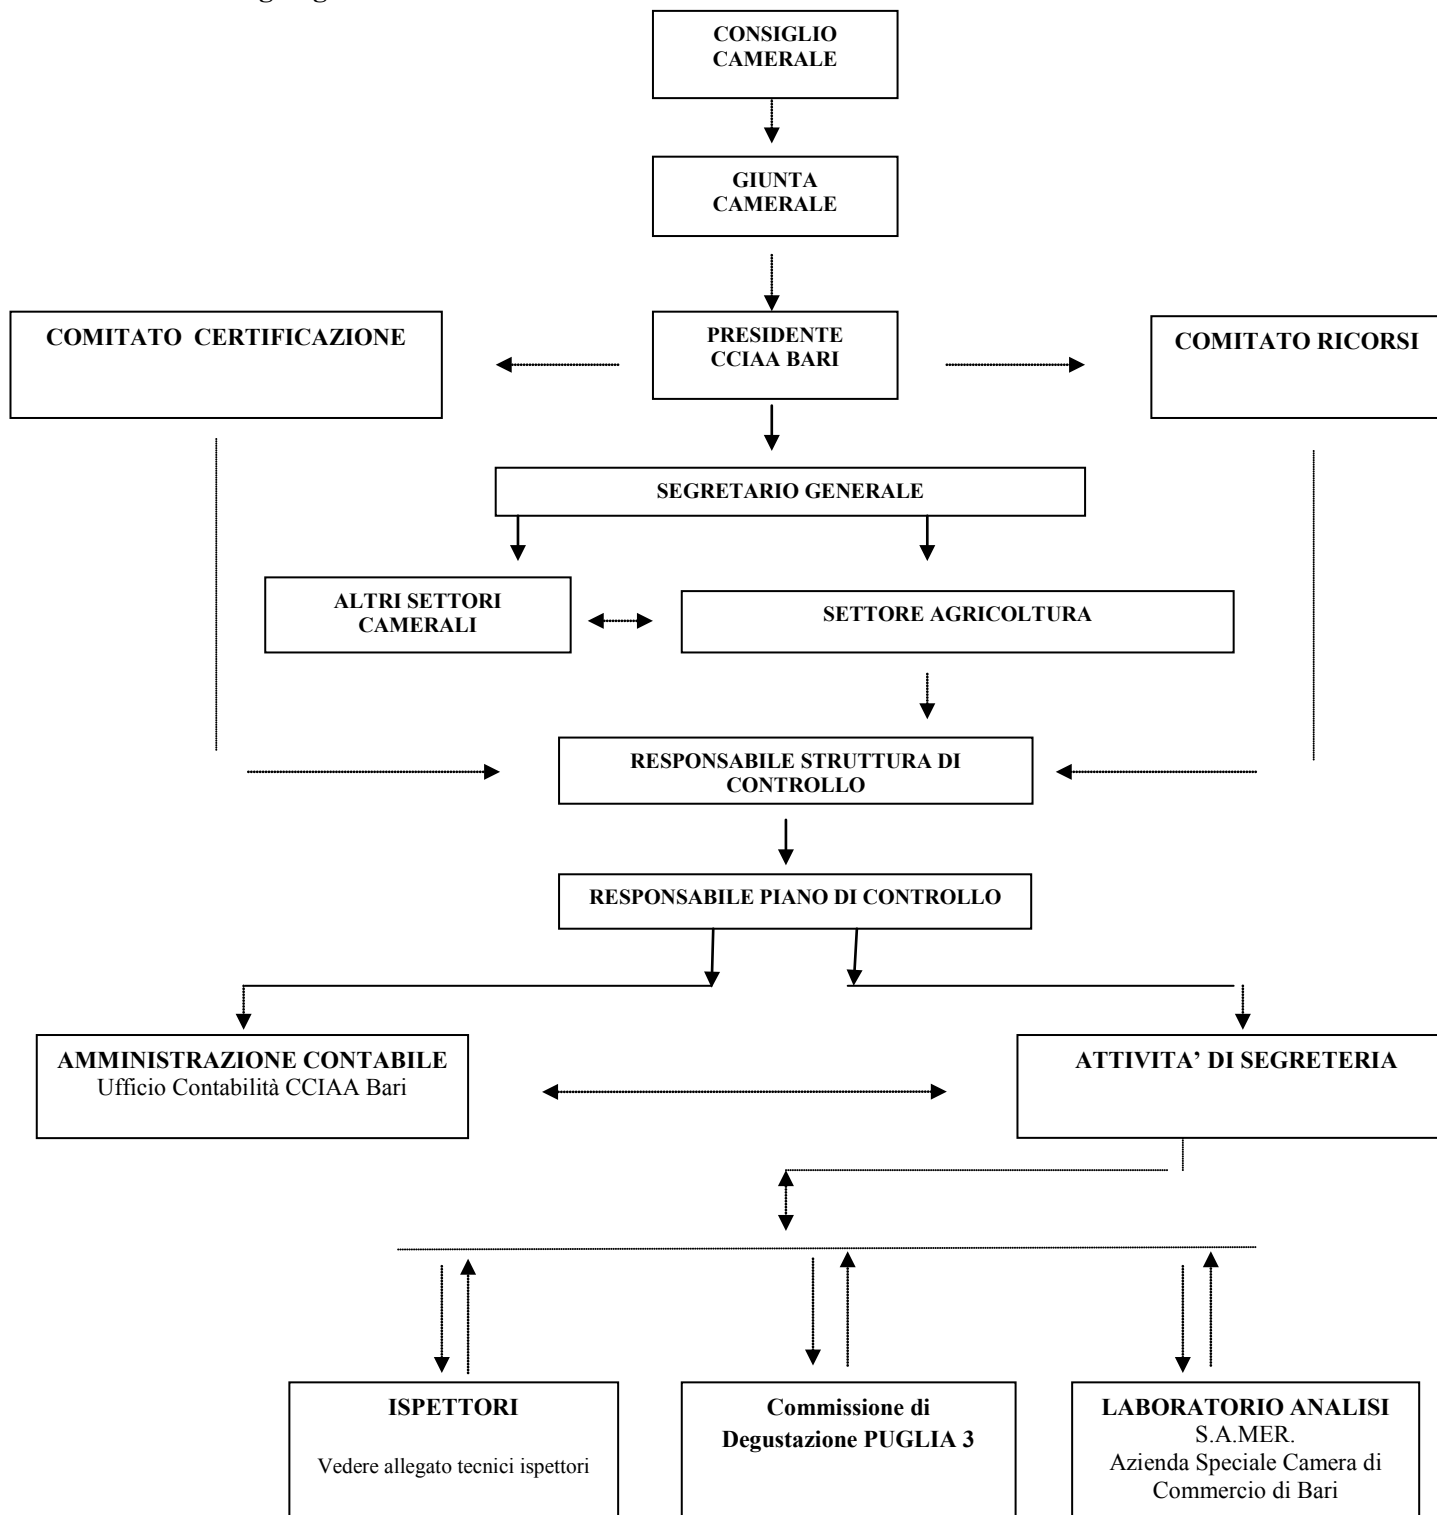 CONSIGLIO
CAMERALE
GIUNTA
CAMERALE
COMITATO CERTIFICAZIONE
PRESIDENTE
CCIAA BARI
COMITATO RICORSI
SEGRETARIO GENERALE
ALTRI SETTORI
CAMERALI
SETTORE AGRICOLTURA
RESPONSABILE STRUTTURA DI
CONTROLLO
RESPONSABILE PIANO DI CONTROLLO
AMMINISTRAZIONE CONTABILE
Ufficio Contabilità CCIAA Bari
ATTIVITA’ DI SEGRETERIA
ISPETTORI
Vedere allegato tecnici ispettori
Commissione di
Degustazione PUGLIA 3
LABORATORIO ANALISI
S.A.MER.
Azienda Speciale Camera di
Commercio di Bari